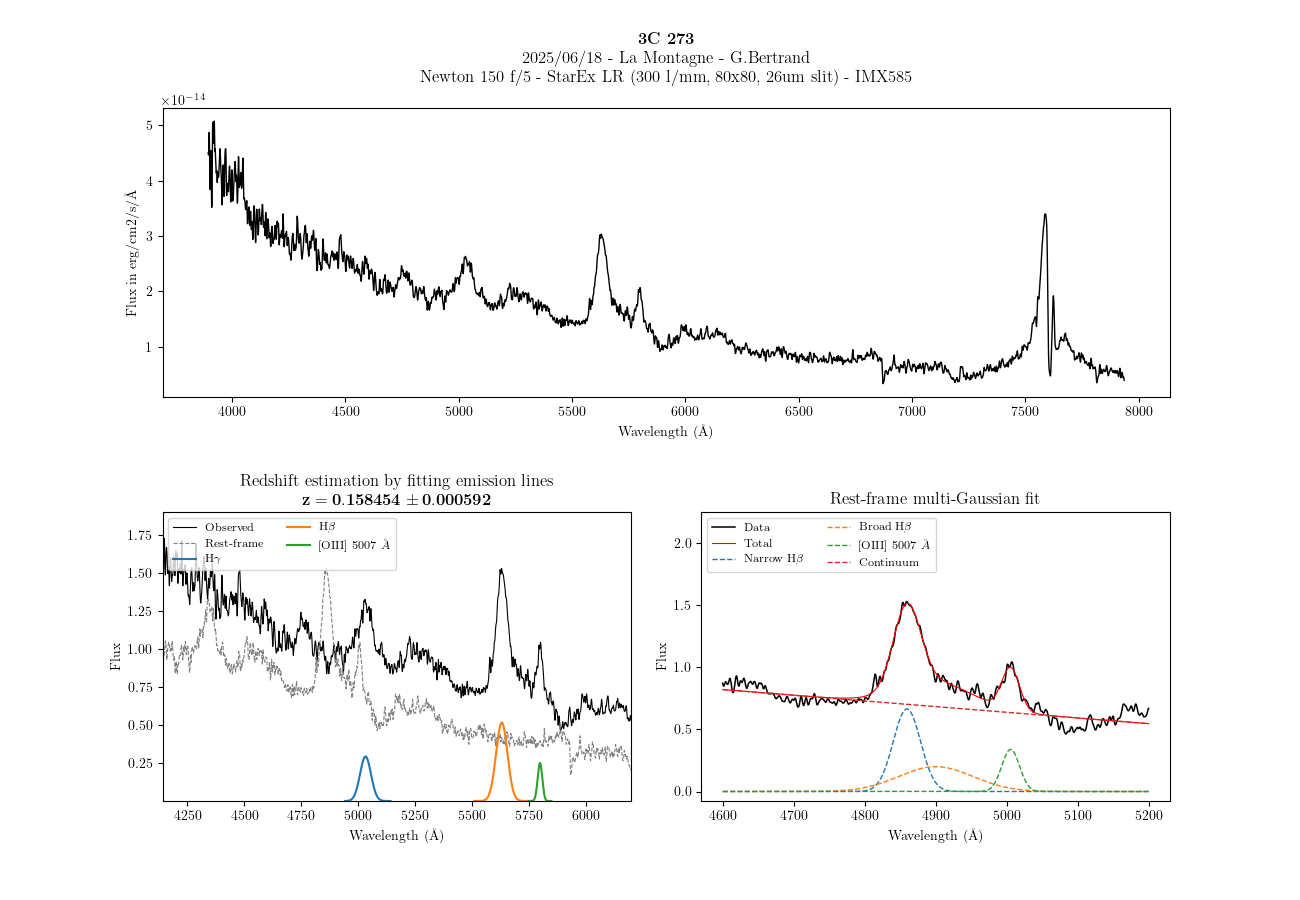 3C 273
2025/06/18 - La Montagne - G.Bertrand
Newton 150 f/5 - StarEx LR (300 l/mm, 80x80, 26um slit) - IMX585
×10⁻¹⁴
5
4
3
2
1
Flux in erg/cm2/s/Å
4000 4500 5000 5500 6000 6500 7000 7500 8000
Wavelength (Å)
Redshift estimation by fitting emission lines
z = 0.158454 ± 0.000592
Observed
Rest-frame
Hγ
Hβ
[OIII] 5007 Å
1.75
1.50
1.25
1.00
0.75
0.50
0.25
Flux
4250 4500 4750 5000 5250 5500 5750 6000
Wavelength (Å)
Rest-frame multi-Gaussian fit
Data
Total
Narrow Hβ
Broad Hβ
[OIII] 5007 Å
Continuum
2.0
1.5
1.0
0.5
0.0
Flux
4600 4700 4800 4900 5000 5100 5200
Wavelength (Å)